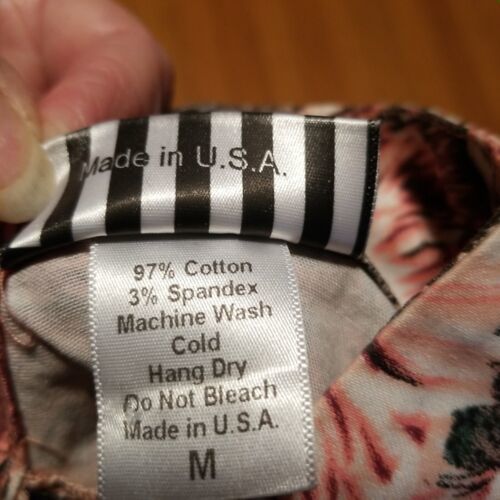 Made in U.S.A.
97% Cotton
3% Spandex
Machine Wash
Cold
Hang Dry
Do Not Bleach
Made in U.S.A.
M